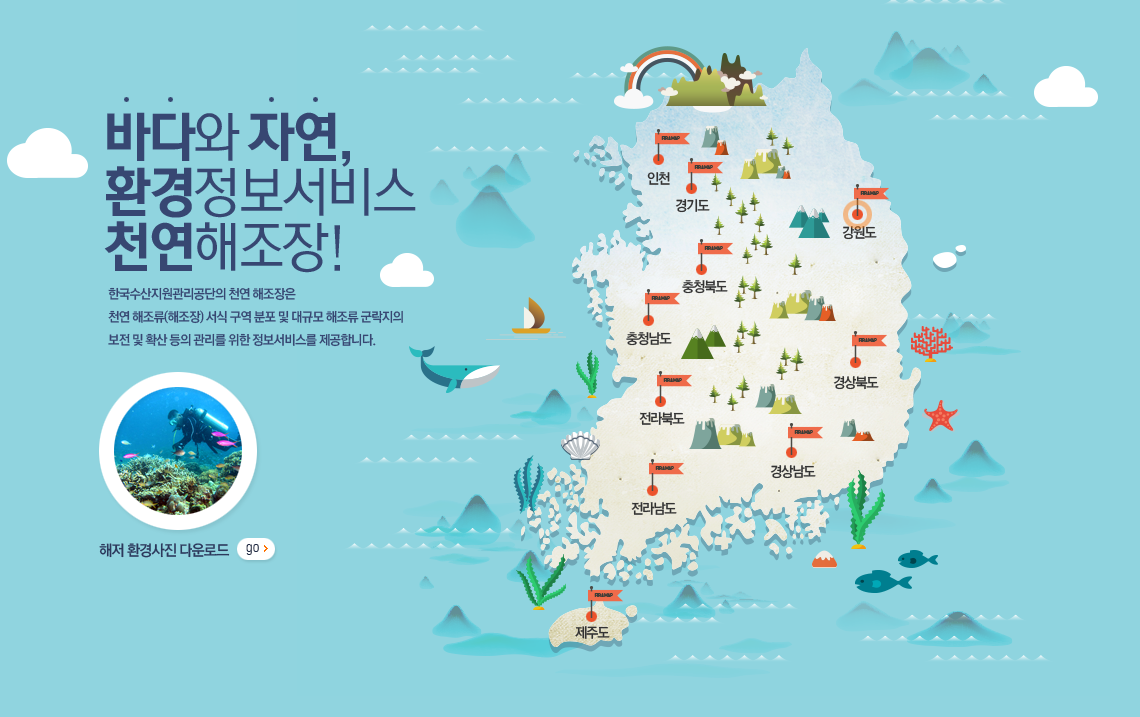 바다와 자연,
환경정보서비스
천연해조장!
한국수산지원관리공단의 천연 해조장은
천연 해조류(해조장) 서식 구역 분포 및 대규모 해조류 군락지의
보전 및 확산 등의 관리를 위한 정보서비스를 제공합니다.
해저 환경사진 다운로드
go
인천
경기도
강원도
충청북도
충청남도
경상북도
전라북도
경상남도
전라남도
제주도